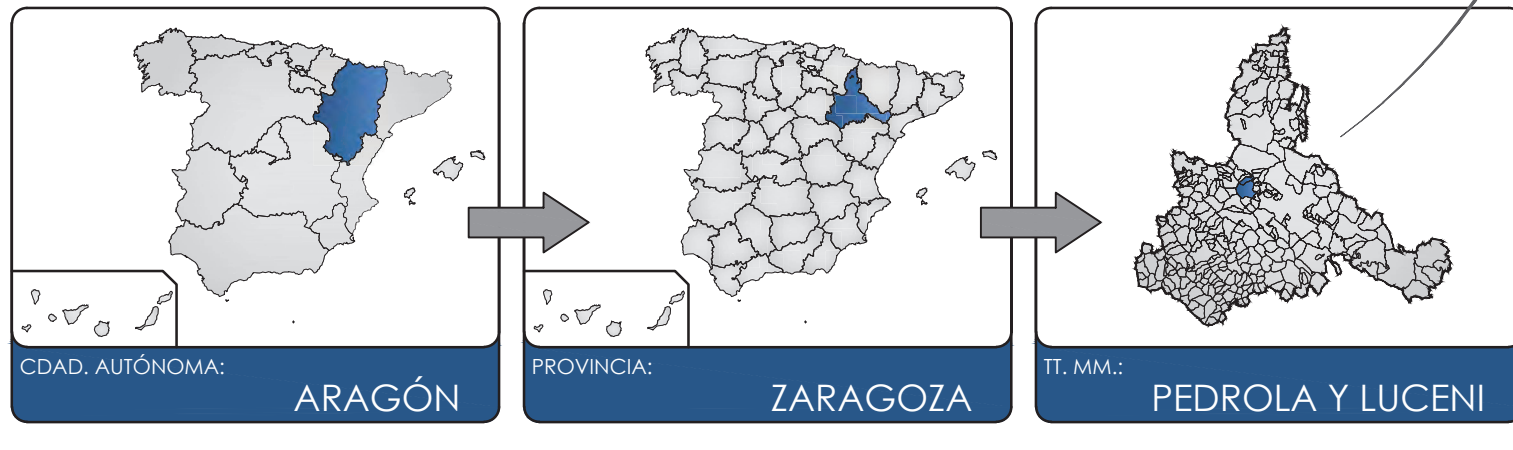 CDAD. AUTÓNOMA:
ARAGÓN
PROVINCIA:
ZARAGOZA
TT. MM.:
PEDROLA Y LUCENI